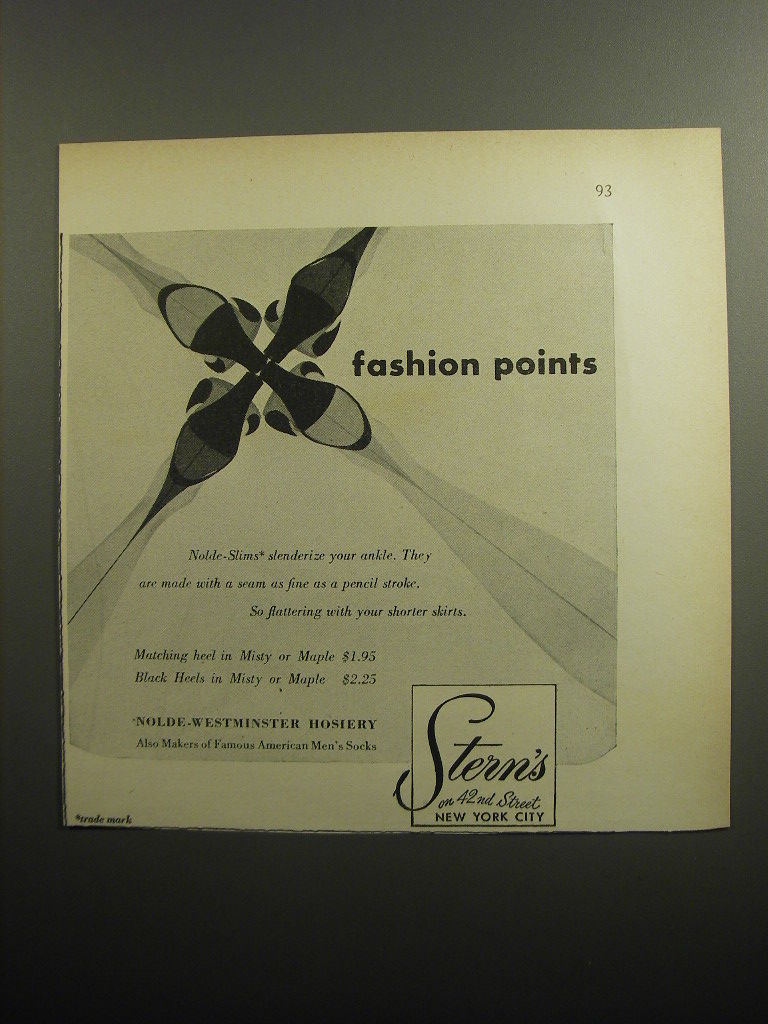 93
fashion points
Nolde-Slims* slenderize your ankle. They
are made with a seam as fine as a pencil stroke.
So flattering with your shorter skirts.
Matching heel in Misty or Maple $1.95
Black Heels in Misty or Maple $2.25
NOLDE-WESTMINSTER HOSIERY
Also Makers of Famous American Men's Socks
Stern's
on 42nd Street
NEW YORK CITY
*trade mark